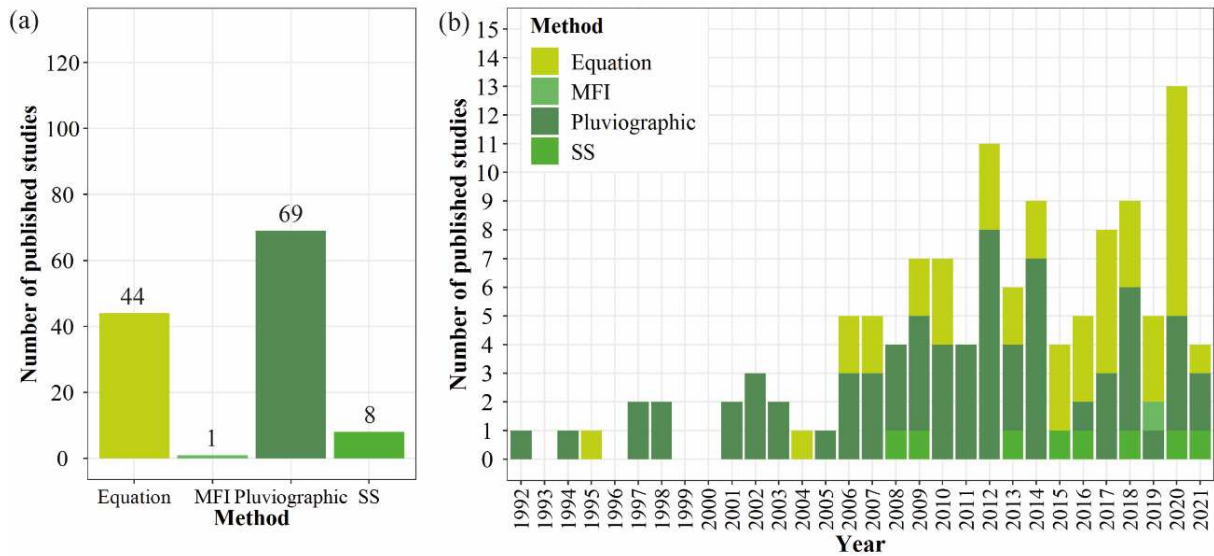 (a)
Number of published studies
120
100
80
60
40
20
0
44
1
69
8
Equation MFI Pluviographic SS
Method
(b)
Number of published studies
15
14
13
12
11
10
9
8
7
6
5
4
3
2
1
0
Method
Equation
MFI
Pluviographic
SS
1992 1993 1994 1995 1996 1997 1998 1999 2000 2001 2002 2003 2004 2005 2006 2007 2008 2009 2010 2011 2012 2013 2014 2015 2016 2017 2018 2019 2020 2021
Year